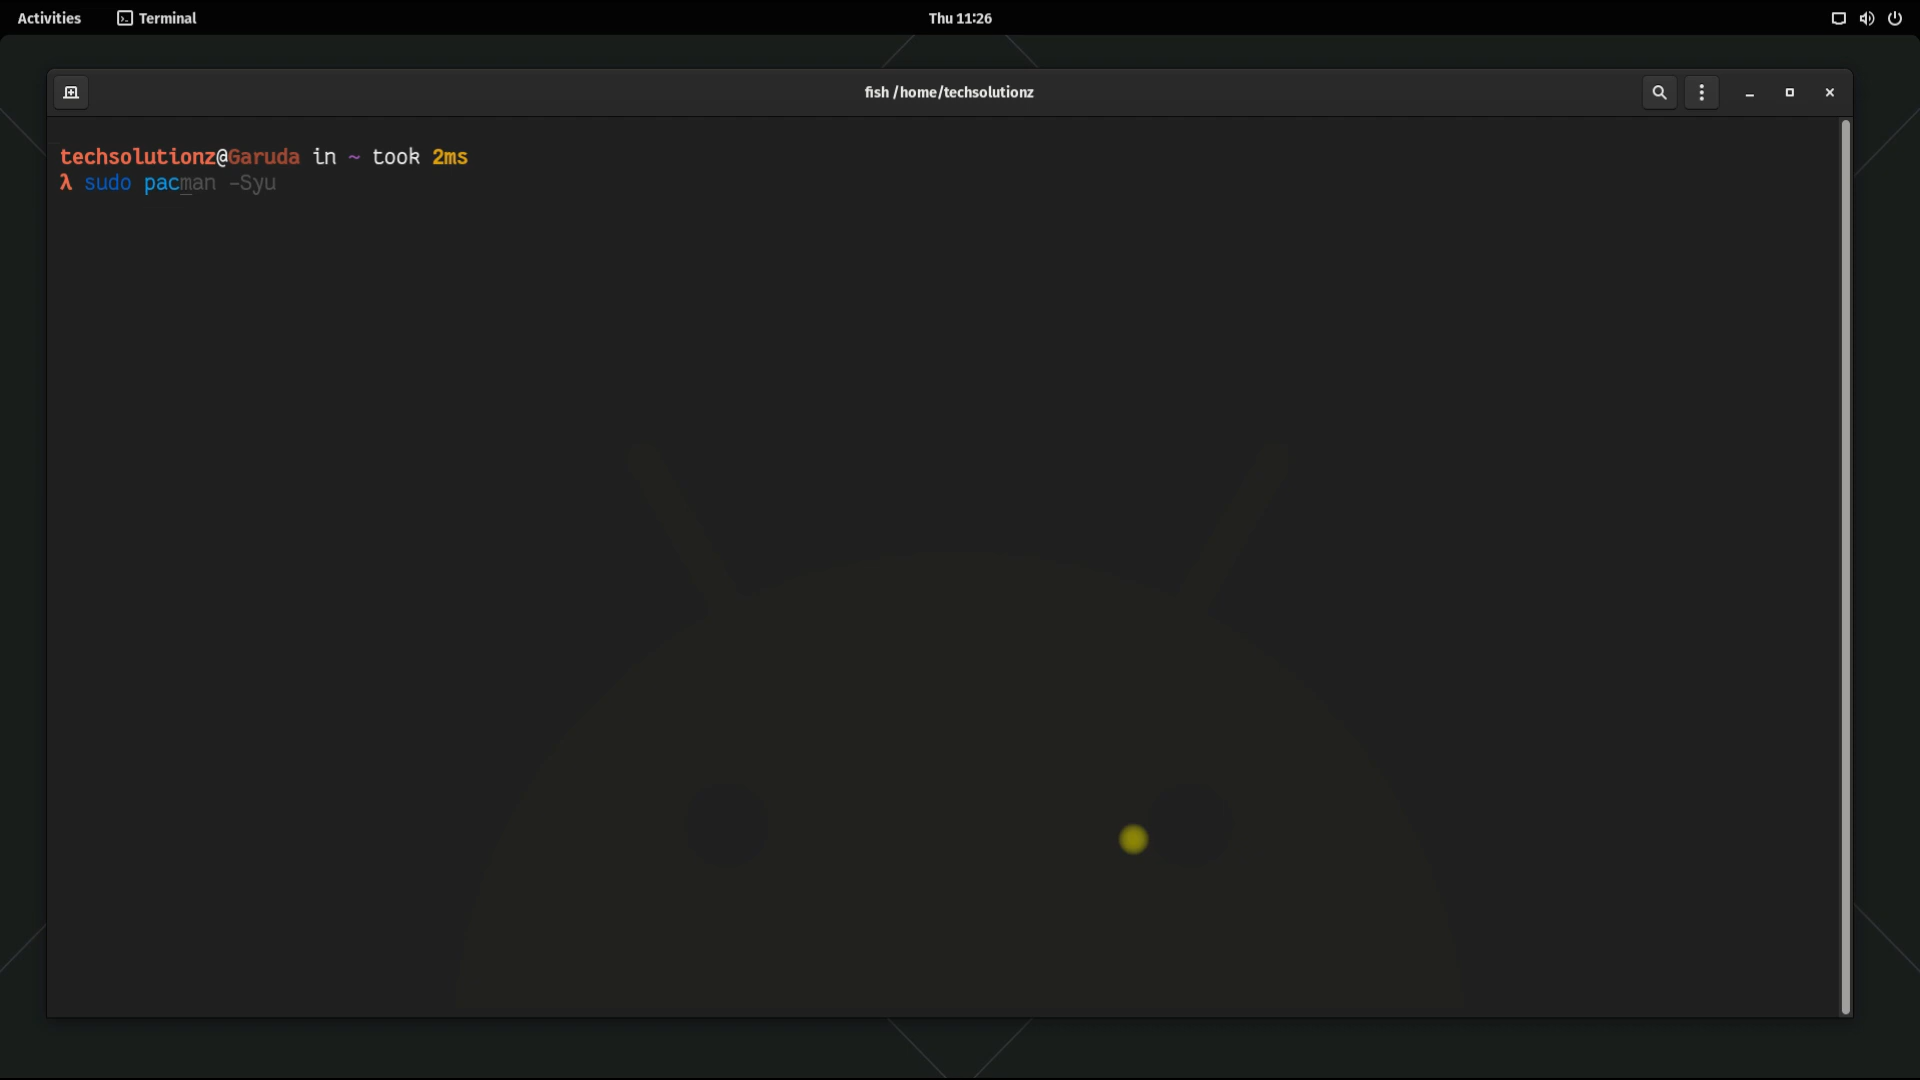 Activities Terminal Thu 11:26
fish /home/techsolutionz
techsolutionz@Garuda in ~ took 2ms
λ sudo pacman -Syu